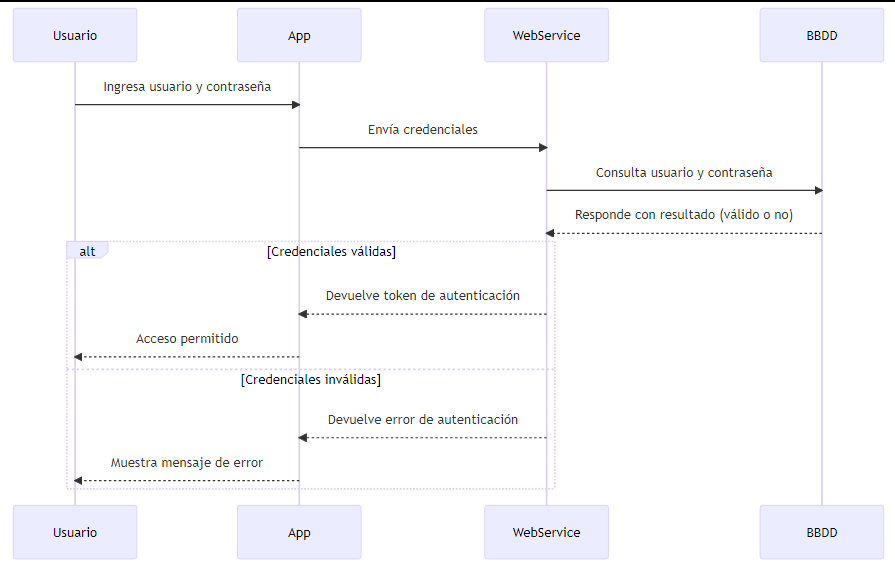 Usuario
App
WebService
BBDD
Ingresa usuario y contraseña
Envía credenciales
Consulta usuario y contraseña
Responde con resultado (válido o no)
alt
[Credenciales válidas]
Devuelve token de autenticación
Acceso permitido
[Credenciales inválidas]
Devuelve error de autenticación
Muestra mensaje de error
Usuario
App
WebService
BBDD